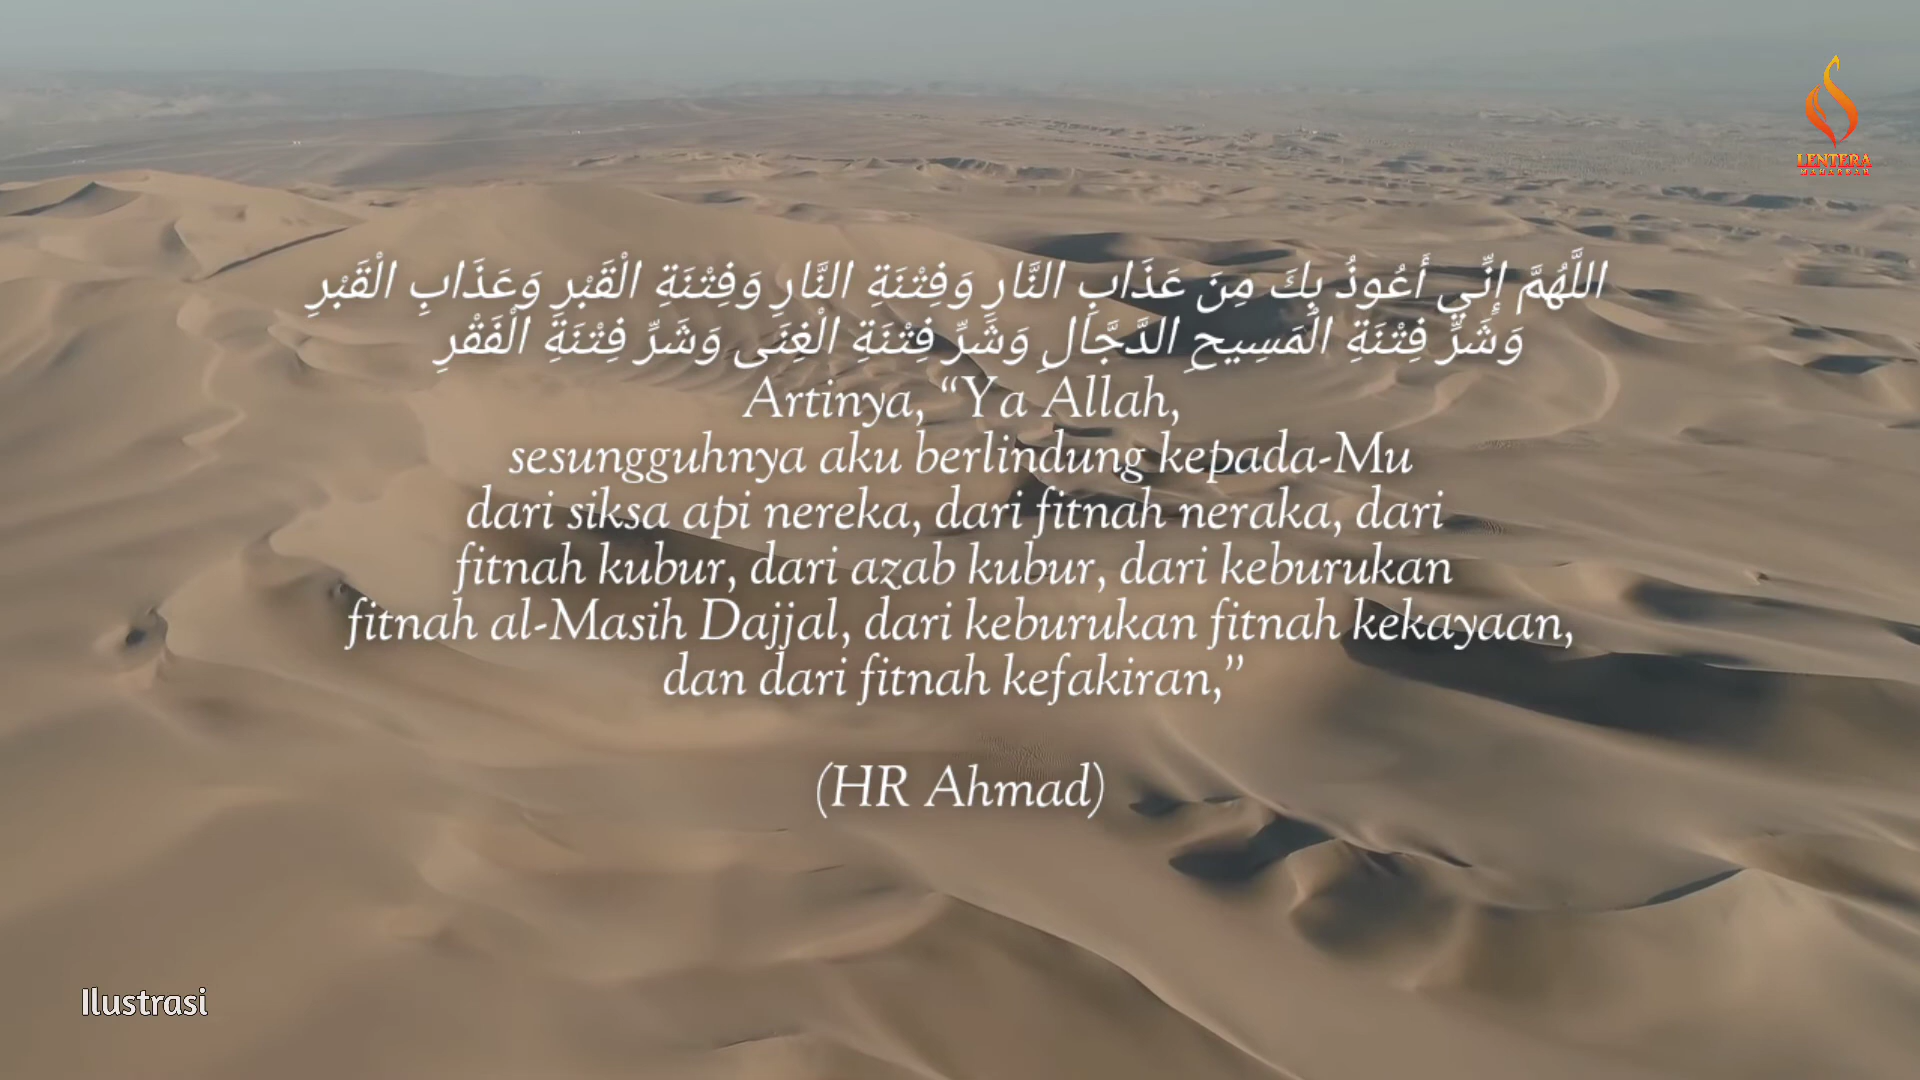 اللَّهُمَّ إِنِّي أَعُوذُ بِكَ مِنَ عَذَابِ النَّارِ وَفِتْنَةِ النَّارِ وَفِتْنَةِ الْقَبْرِ وَعَذَابِ الْقَبْرِ
وَشَرِّ فِتْنَةِ الْمَسِيحِ الدَّجَّالِ وَشَرِّ فِتْنَةِ الْغِنَى وَشَرِّ فِتْنَةِ الْفَقْرِ
Artinya, “Ya Allah,
sesungguhnya aku berlindung kepada-Mu
dari siksa api nereka, dari fitnah neraka, dari
fitnah kubur, dari azab kubur, dari keburukan
fitnah al-Masih Dajjal, dari keburukan fitnah kekayaan,
dan dari fitnah kefakiran,”
(HR Ahmad)
LENTERA
Ilustrasi